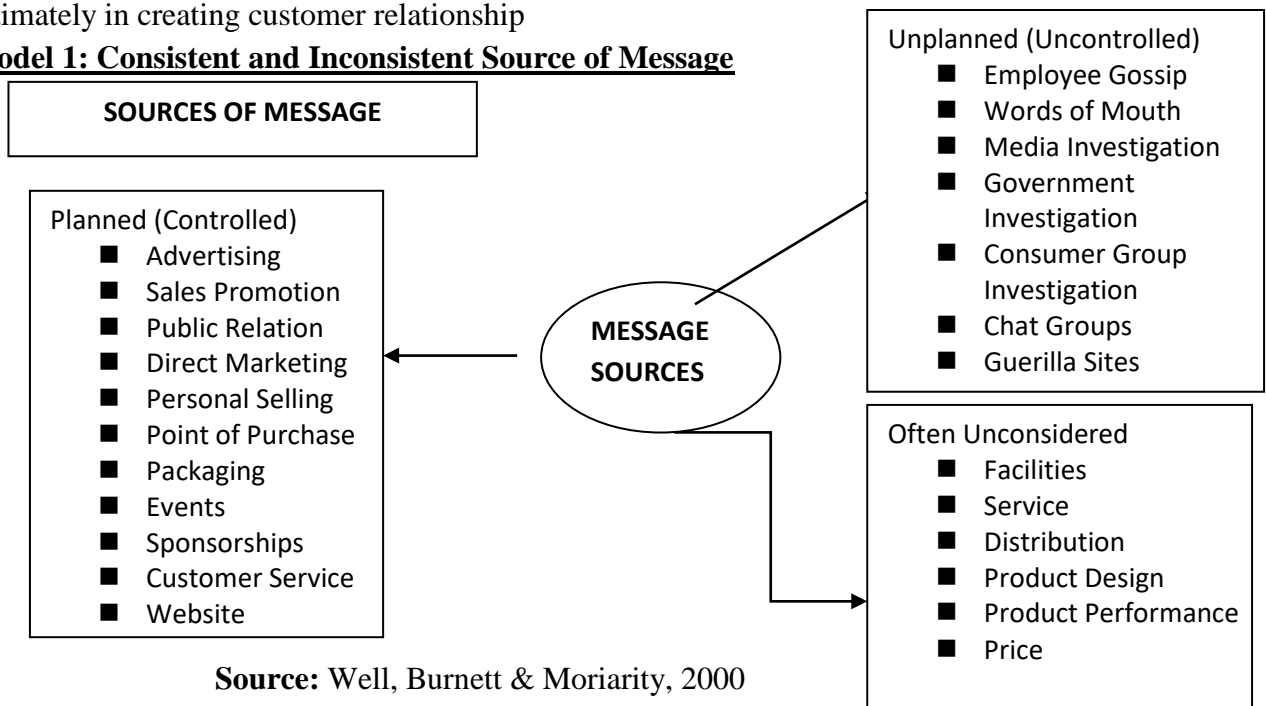 timately in creating customer relationship
odel 1: Consistent and Inconsistent Source of Message
SOURCES OF MESSAGE
Planned (Controlled)
■ Advertising
■ Sales Promotion
■ Public Relation
■ Direct Marketing
■ Personal Selling
■ Point of Purchase
■ Packaging
■ Events
■ Sponsorships
■ Customer Service
■ Website
MESSAGE
SOURCES
Unplanned (Uncontrolled)
■ Employee Gossip
■ Words of Mouth
■ Media Investigation
■ Government
Investigation
■ Consumer Group
Investigation
■ Chat Groups
■ Guerilla Sites
Often Unconsidered
■ Facilities
■ Service
■ Distribution
■ Product Design
■ Product Performance
■ Price
Source: Well, Burnett & Moriarity, 2000